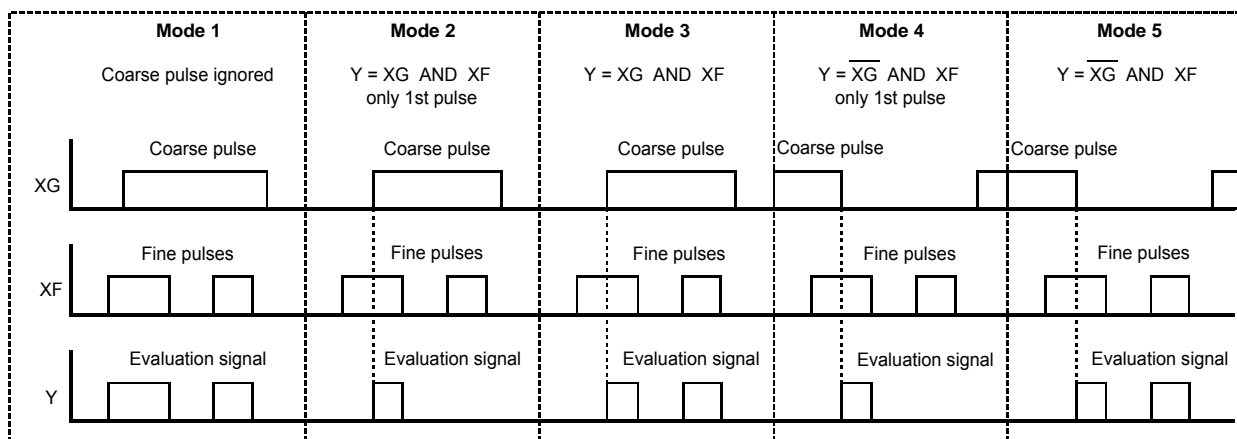 Mode 1
Mode 2
Mode 3
Mode 4
Mode 5
Coarse pulse ignored
Y = XG AND XF
only 1st pulse
Y = XG AND XF
Y = X̅G̅ AND XF
only 1st pulse
Y = X̅G̅ AND XF
XG
Coarse pulse
Coarse pulse
Coarse pulse
Coarse pulse
Coarse pulse
XF
Fine pulses
Fine pulses
Fine pulses
Fine pulses
Fine pulses
Y
Evaluation signal
Evaluation signal
Evaluation signal
Evaluation signal
Evaluation signal